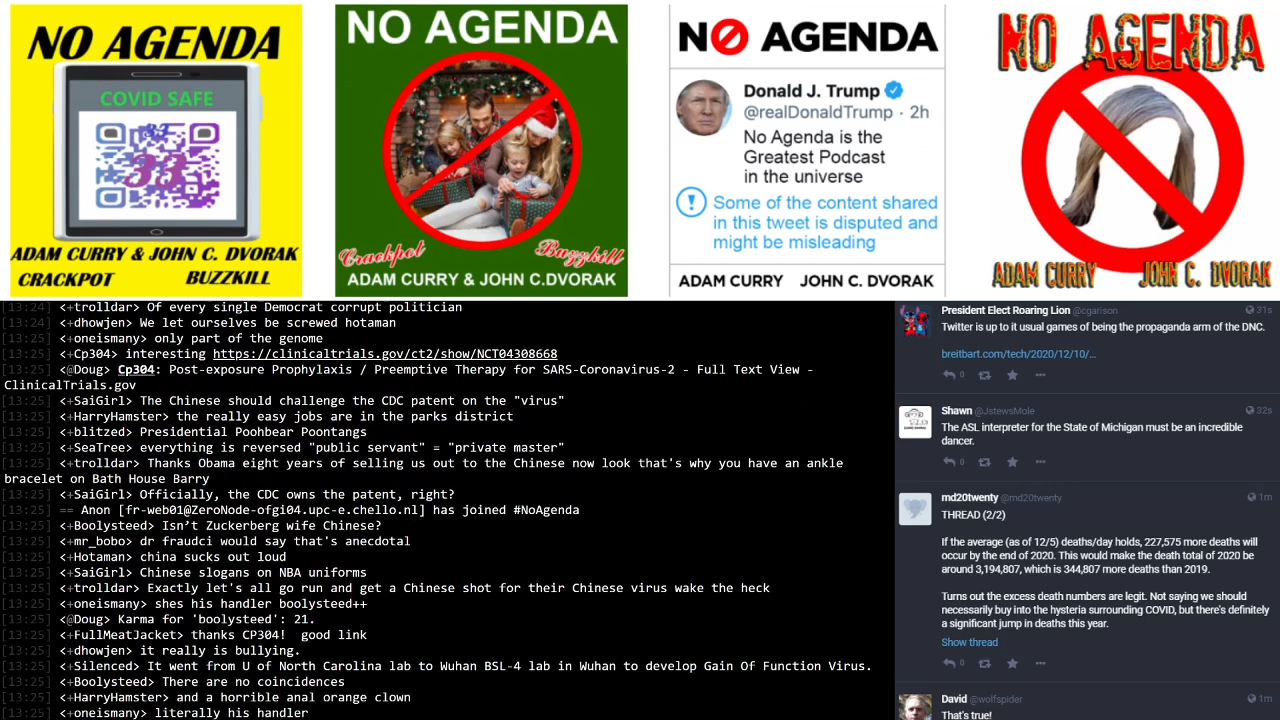 NO AGENDA
COVID SAFE
33
ADAM CURRY & JOHN C. DVORAK
CRACKPOT BUZZKILL
NO AGENDA
Crackpot Buzzkill
ADAM CURRY & JOHN C.DVORAK
NO AGENDA
Donald J. Trump
@realDonaldTrump · 2h
No Agenda is the
Greatest Podcast
in the universe
Some of the content shared
in this tweet is disputed and
might be misleading
ADAM CURRY JOHN C. DVORAK
NO AGENDA
ADAM CURRY JOHN C. DVORAK
[13:24] <+trolldar> Of every single Democrat corrupt politician
[13:24] <+dhowjen> We let ourselves be screwed hotaman
[13:25] <+oneismany> only part of the genome
[13:25] <+Cp304> interesting https://clinicaltrials.gov/ct2/show/NCT04308668
[13:25] <@Doug> Cp304: Post-exposure Prophylaxis / Preemptive Therapy for SARS-Coronavirus-2 - Full Text View -
ClinicalTrials.gov
[13:25] <+SaiGirl> The Chinese should challenge the CDC patent on the "virus"
[13:25] <+HarryHamster> the really easy jobs are in the parks district
[13:25] <+blitzed> Presidential Poohbear Poontangs
[13:25] <+SeaTree> everything is reversed "public servant" = "private master"
[13:25] <+trolldar> Thanks Obama eight years of selling us out to the Chinese now look that's why you have an ankle
bracelet on Bath House Barry
[13:25] <+SaiGirl> Officially, the CDC owns the patent, right?
[13:25] == Anon [fr-web01@ZeroNode-ofgi04.upc-e.chello.nl] has joined #NoAgenda
[13:25] <+Boolysteed> Isn't Zuckerberg wife Chinese?
[13:25] <+mr_bobo> dr fraudci would say that's anecdotal
[13:25] <+Hotaman> china sucks out loud
[13:25] <+SaiGirl> Chinese slogans on NBA uniforms
[13:25] <+trolldar> Exactly let's all go run and get a Chinese shot for their Chinese virus wake the heck
[13:25] <+oneismany> shes his handler boolysteed++
[13:25] <@Doug> Karma for 'boolysteed': 21.
[13:25] <+FullMeatJacket> thanks CP304!  good link
[13:25] <+dhowjen> it really is bullying.
[13:25] <+Silenced> It went from U of North Carolina lab to Wuhan BSL-4 lab in Wuhan to develop Gain Of Function Virus.
[13:25] <+Boolysteed> There are no coincidences
[13:25] <+HarryHamster> and a horrible anal orange clown
[13:25] <+oneismany> literally his handler
President Elect Roaring Lion @cgarison 31s
Twitter is up to it usual games of being the propaganda arm of the DNC.
breitbart.com/tech/2020/12/10/...
0
Shawn @JstewsMole 32s
The ASL interpreter for the State of Michigan must be an incredible
dancer.
0
md20twenty @md20twenty 1m
THREAD (2/2)
If the average (as of 12/5) deaths/day holds, 227,575 more deaths will
occur by the end of 2020. This would make the death total of 2020 be
around 3,194,807, which is 344,807 more deaths than 2019.
Turns out the excess death numbers are legit. Not saying we should
necessarily buy into the hysteria surrounding COVID, but there's definitely
a significant jump in deaths this year.
Show thread
0
David @wolfspider 1m
That's true!